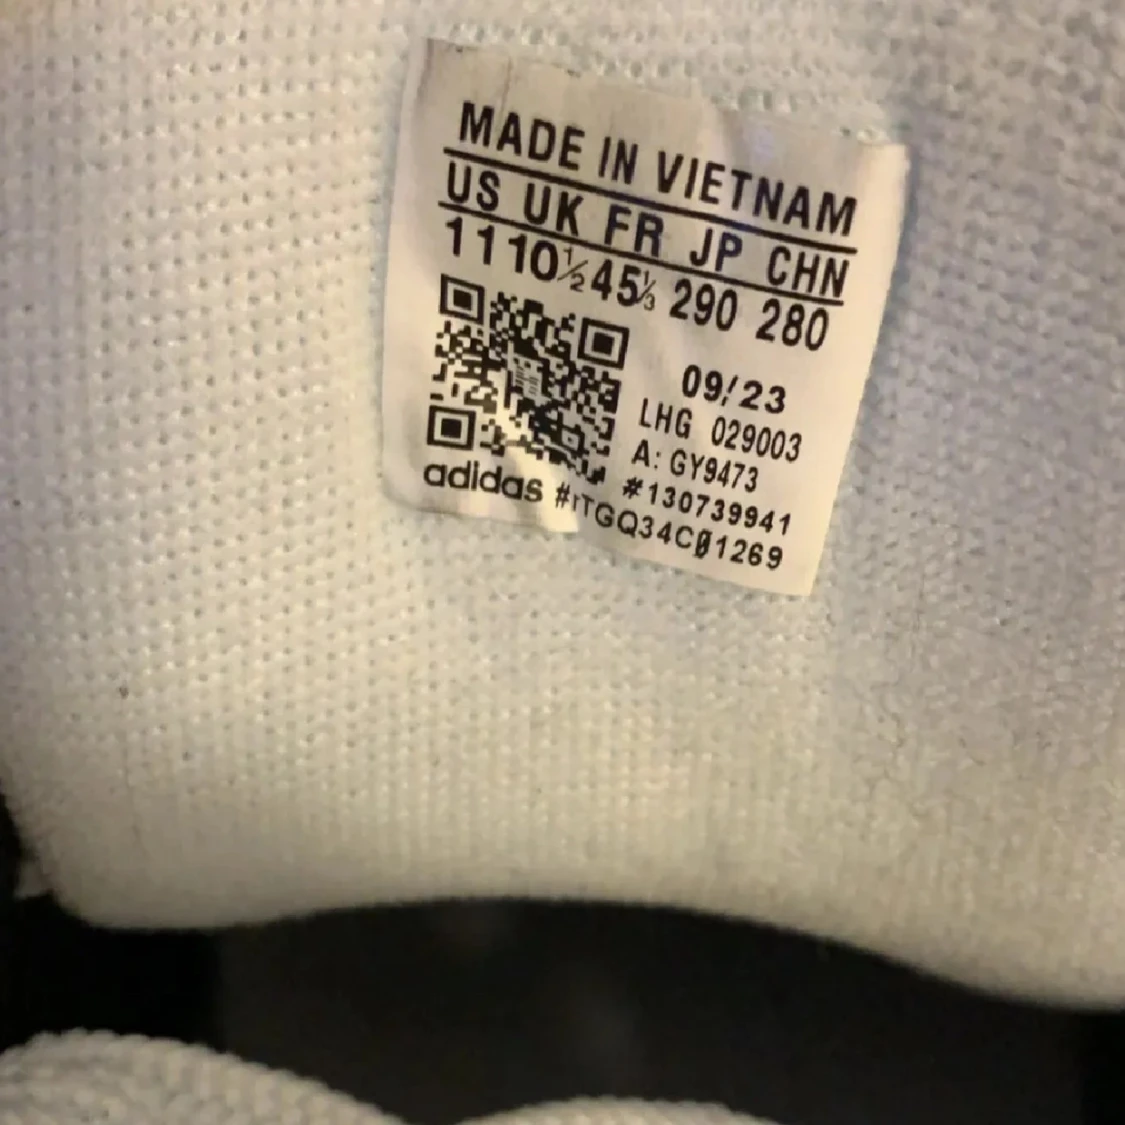 MADE IN VIETNAM
US UK FR JP CHN
11 10½ 45⅓ 290 280
09/23
LHG 029003
A: GY9473
#130739941
adidas #rTGQ34C01269